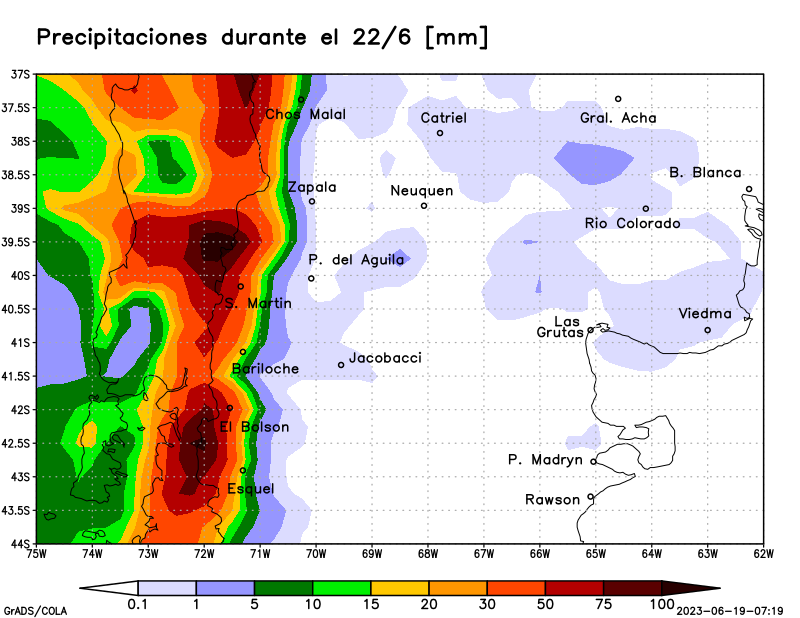 Precipitaciones durante el 22/6 [mm]
37S
37.5S
Chos Malal
Catriel
Gral. Acha
38S
38.5S
B. Blanca
Zapala
Neuquen
39S
Rio Colorado
39.5S
P. del Aguila
40S
S. Martin
40.5S
Viedma
Las
Grutas
41S
Bariloche
Jacobacci
41.5S
42S
El Bolson
42.5S
P. Madryn
43S
Esquel
Rawson
43.5S
44S
75W 74W 73W 72W 71W 70W 69W 68W 67W 66W 65W 64W 63W 62W
0.1 1 5 10 15 20 30 50 75 100
GrADS/COLA
2023-06-19-07:19